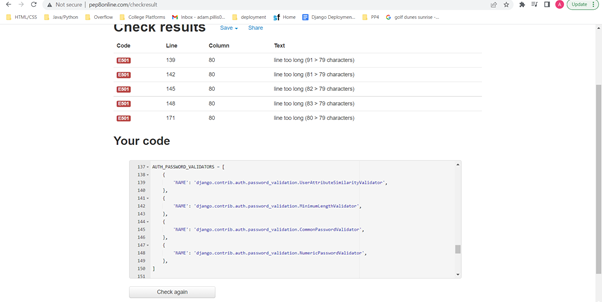 Not secure | pep8online.com/checkresult
Update
HTML/CSS Java/Python Overflow College Platforms deployment Home Django Deploymen... PP4 golf dunes sunrise -...
Check results Save Share
Code Line Column Text
E501 139 80 line too long (91 > 79 characters)
E501 142 80 line too long (81 > 79 characters)
E501 145 80 line too long (82 > 79 characters)
E501 148 80 line too long (83 > 79 characters)
E501 171 80 line too long (80 > 79 characters)
Your code
137 AUTH_PASSWORD_VALIDATORS = [
138 {
139 'NAME': 'django.contrib.auth.password_validation.UserAttributeSimilarityValidator',
140 },
141 {
142 'NAME': 'django.contrib.auth.password_validation.MinimumLengthValidator',
143 },
144 {
145 'NAME': 'django.contrib.auth.password_validation.CommonPasswordValidator',
146 },
147 {
148 'NAME': 'django.contrib.auth.password_validation.NumericPasswordValidator',
149 },
150 ]
151
Check again